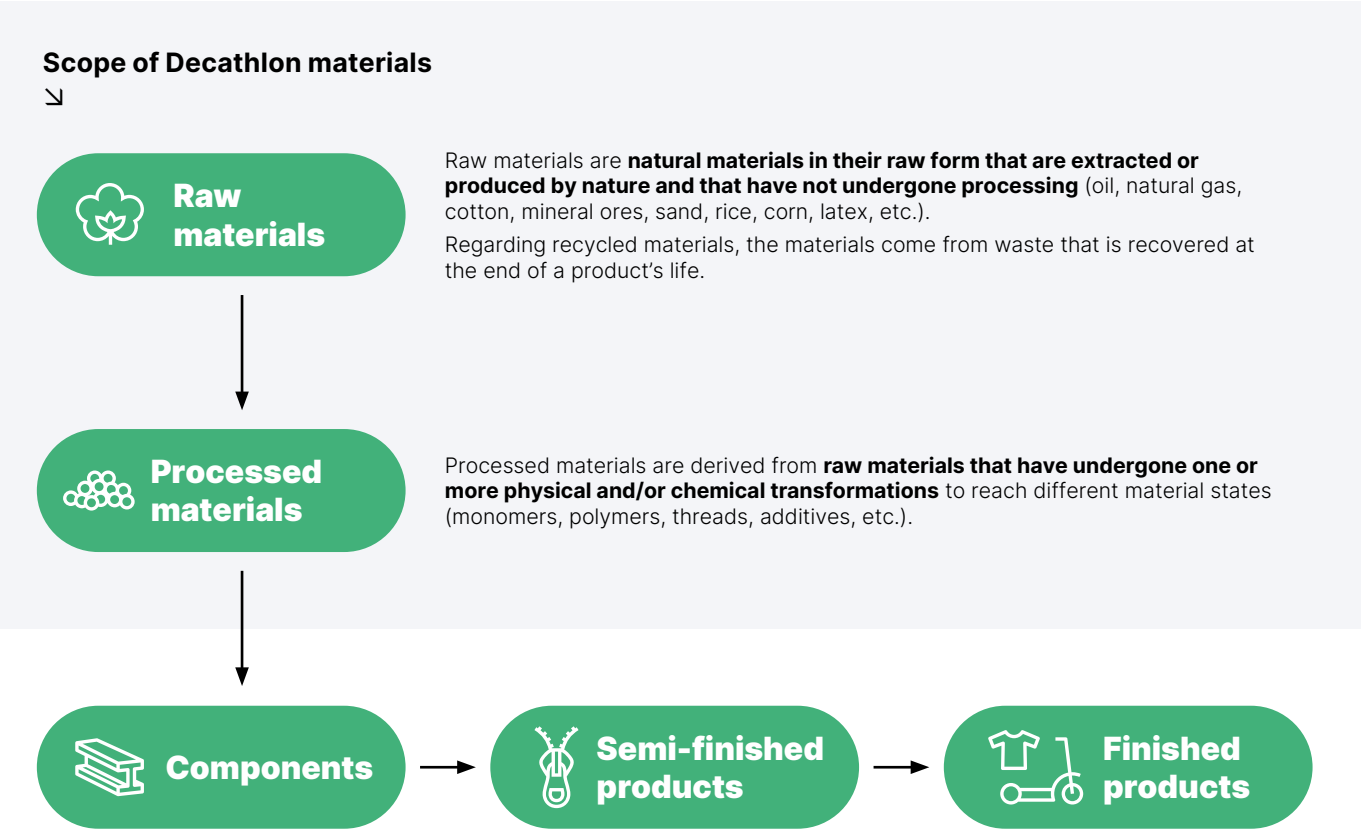 Scope of Decathlon materials
Raw
materials
Raw materials are natural materials in their raw form that are extracted or
produced by nature and that have not undergone processing (oil, natural gas,
cotton, mineral ores, sand, rice, corn, latex, etc.).
Regarding recycled materials, the materials come from waste that is recovered at
the end of a product’s life.
Processed
materials
Processed materials are derived from raw materials that have undergone one or
more physical and/or chemical transformations to reach different material states
(monomers, polymers, threads, additives, etc.).
Components
Semi-finished
products
Finished
products